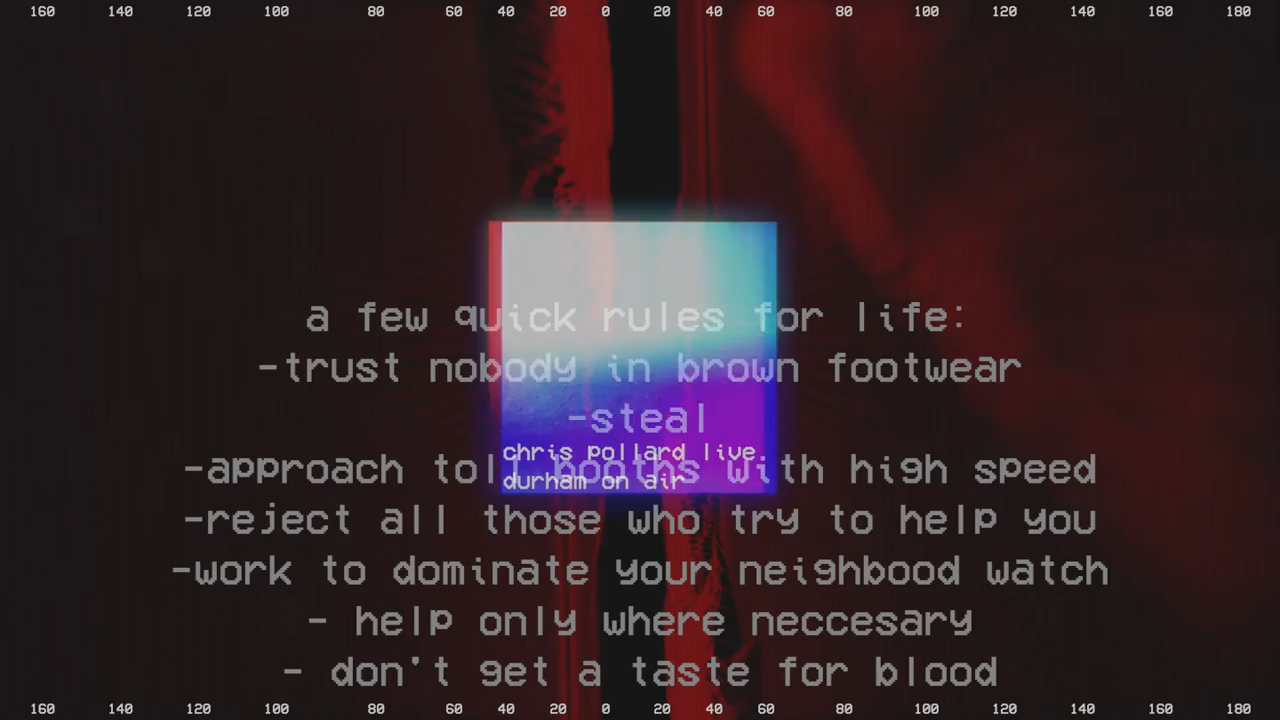 160 140 120 100 80 60 40 20 0 20 40 60 80 100 120 140 160 180
a few quick rules for life:
-trust nobody in brown footwear
-steal
chris pollard live
-approach toll booths with high speed
durham on air
-reject all those who try to help you
-work to dominate your neighbood watch
- help only where neccesary
- don't get a taste for blood
160 140 120 100 80 60 40 20 0 20 40 60 80 100 120 140 160 180